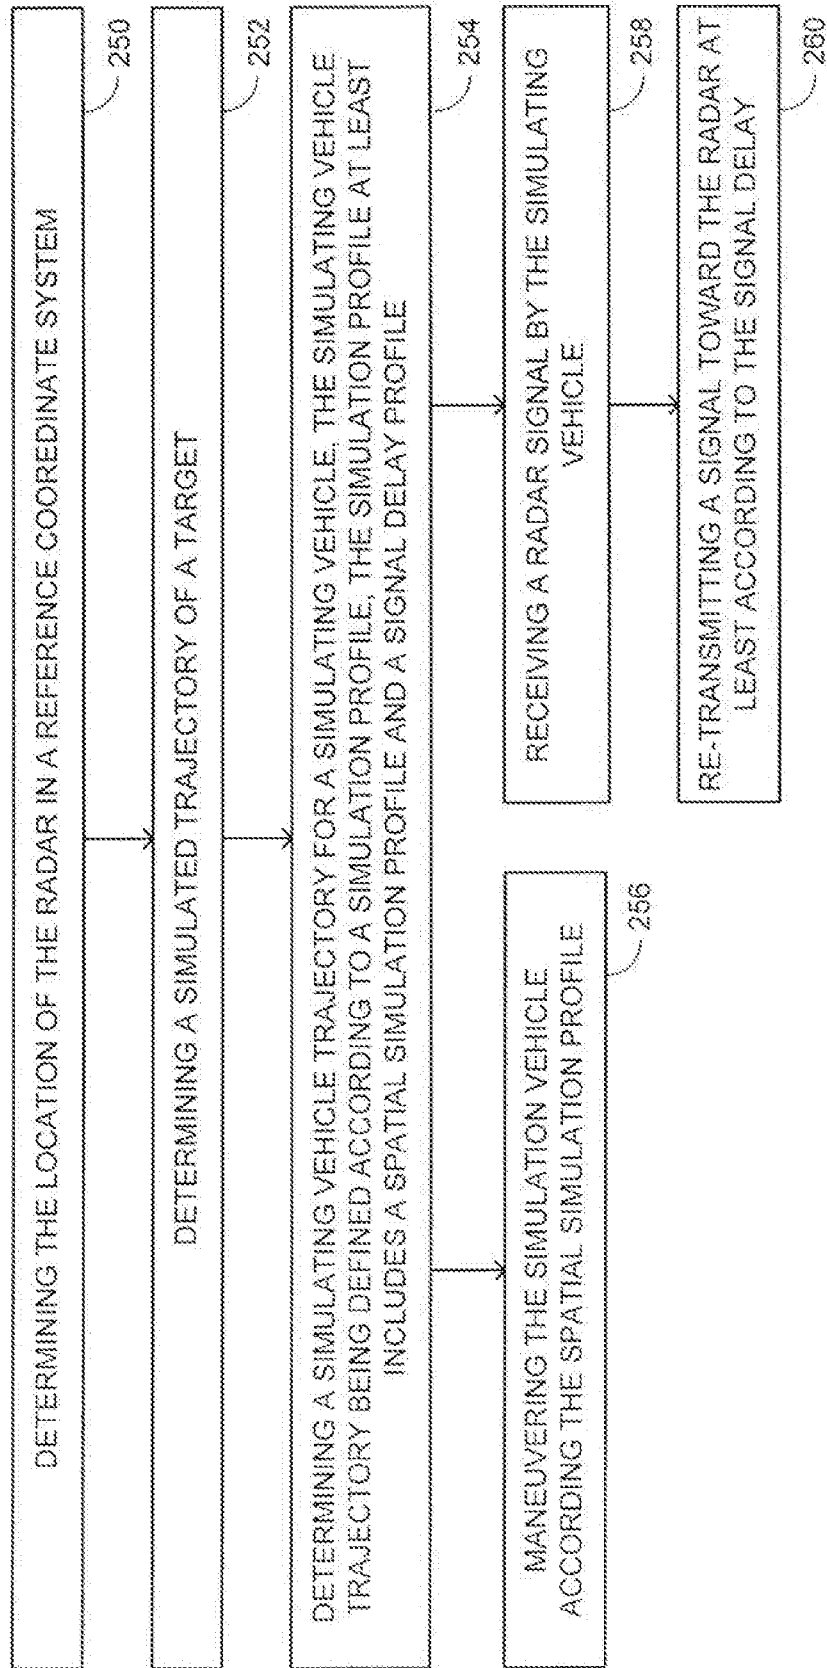 DETERMINING THE LOCATION OF THE RADAR IN A REFERENCE COOREDINATE SYSTEM
250
DETERMINING A SIMULATED TRAJECTORY OF A TARGET
252
DETERMINING A SIMULATING VEHICLE TRAJECTORY FOR A SIMULATING VEHICLE, THE SIMULATING VEHICLE
TRAJECTORY BEING DEFINED ACCORDING TO A SIMULATION PROFILE, THE SIMULATION PROFILE AT LEAST
INCLUDES A SPATIAL SIMULATION PROFILE AND A SIGNAL DELAY PROFILE
254
MANEUVERING THE SIMULATION VEHICLE
ACCORDING THE SPATIAL SIMULATION PROFILE
256
RECEIVING A RADAR SIGNAL BY THE SIMULATING
VEHICLE
258
RE-TRANSMITTING A SIGNAL TOWARD THE RADAR AT
LEAST ACCORDING TO THE SIGNAL DELAY
260